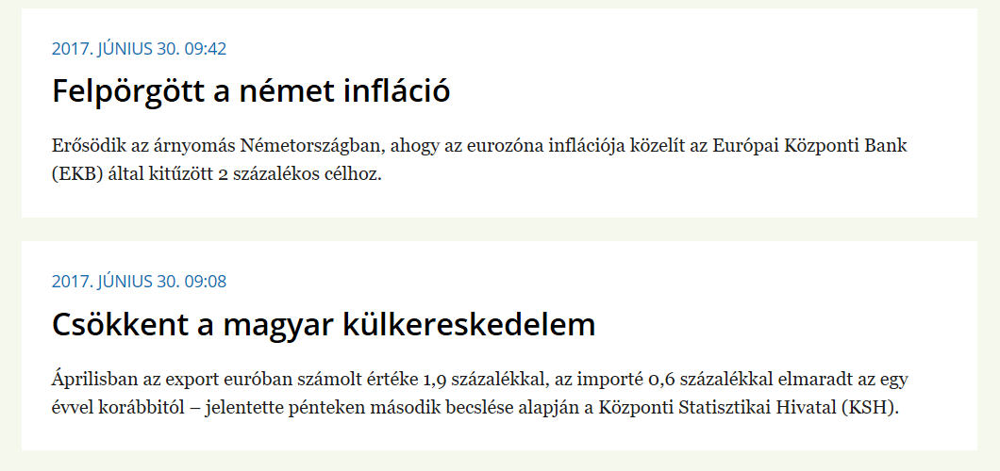 2017. JÚNIUS 30. 09:42
Felpörgött a német infláció
Erősödik az árnyomás Németországban, ahogy az eurozóna inflációja közelít az Európai Központi Bank
(EKB) által kitűzött 2 százalékos célhoz.
2017. JÚNIUS 30. 09:08
Csökkent a magyar külkereskedelem
Áprilisban az export euróban számolt értéke 1,9 százalékkal, az importé 0,6 százalékkal elmaradt az egy
évvel korábbitól – jelentette pénteken második becslése alapján a Központi Statisztikai Hivatal (KSH).